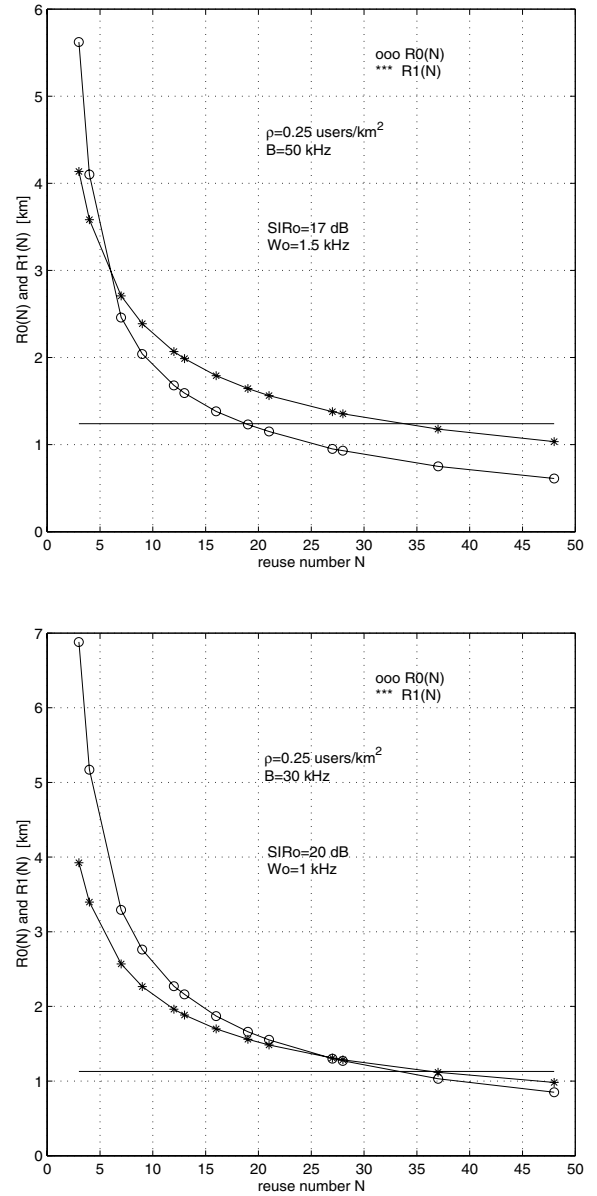 6
5
4
3
2
1
0
R0(N) and R1(N) [km]
ooo R0(N)
*** R1(N)
ρ=0.25 users/km²
B=50 kHz
SIRo=17 dB
Wo=1.5 kHz
0 5 10 15 20 25 30 35 40 45 50
reuse number N
7
6
5
4
3
2
1
0
R0(N) and R1(N) [km]
ooo R0(N)
*** R1(N)
ρ=0.25 users/km²
B=30 kHz
SIRo=20 dB
Wo=1 kHz
0 5 10 15 20 25 30 35 40 45 50
reuse number N